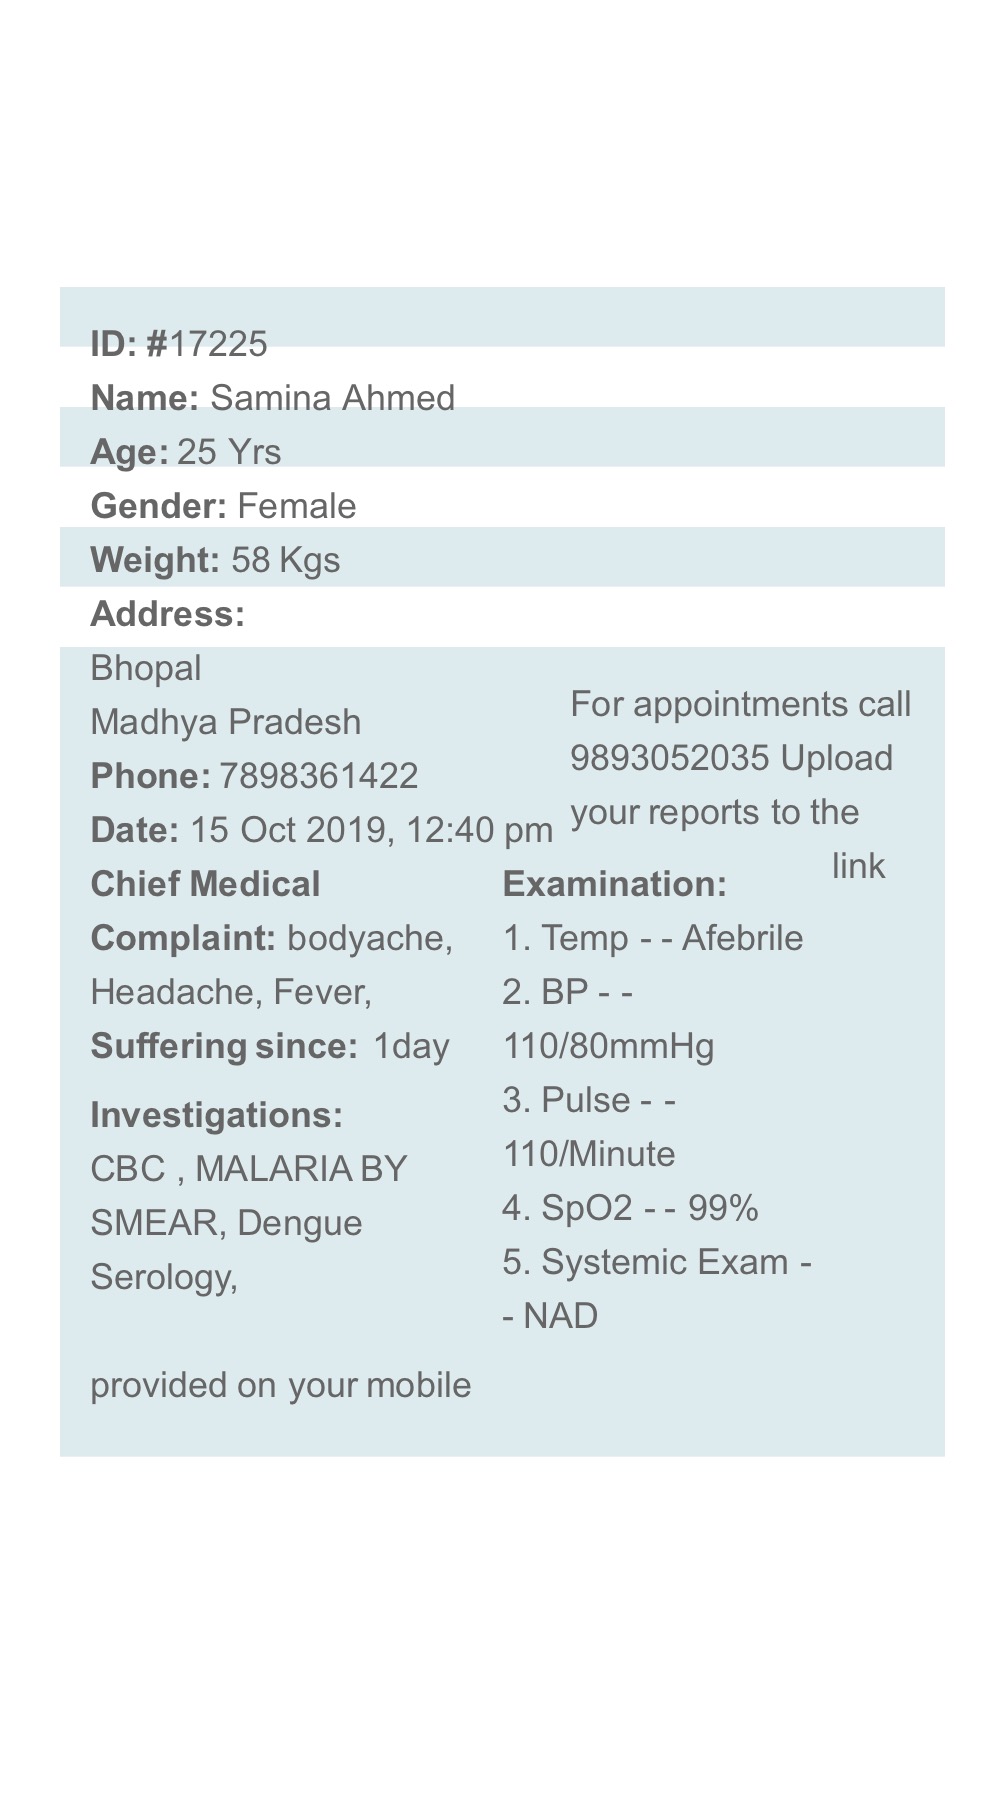 ID: #17225
Name: Samina Ahmed
Age: 25 Yrs
Gender: Female
Weight: 58 Kgs
Address:
Bhopal
Madhya Pradesh
Phone: 7898361422
Date: 15 Oct 2019, 12:40 pm
For appointments call
9893052035 Upload
your reports to the
link
Chief Medical
Complaint: bodyache,
Headache, Fever,
Suffering since: 1day
Investigations:
CBC , MALARIA BY
SMEAR, Dengue
Serology,
Examination:
1. Temp - - Afebrile
2. BP - -
110/80mmHg
3. Pulse - -
110/Minute
4. SpO2 - - 99%
5. Systemic Exam -
- NAD
provided on your mobile